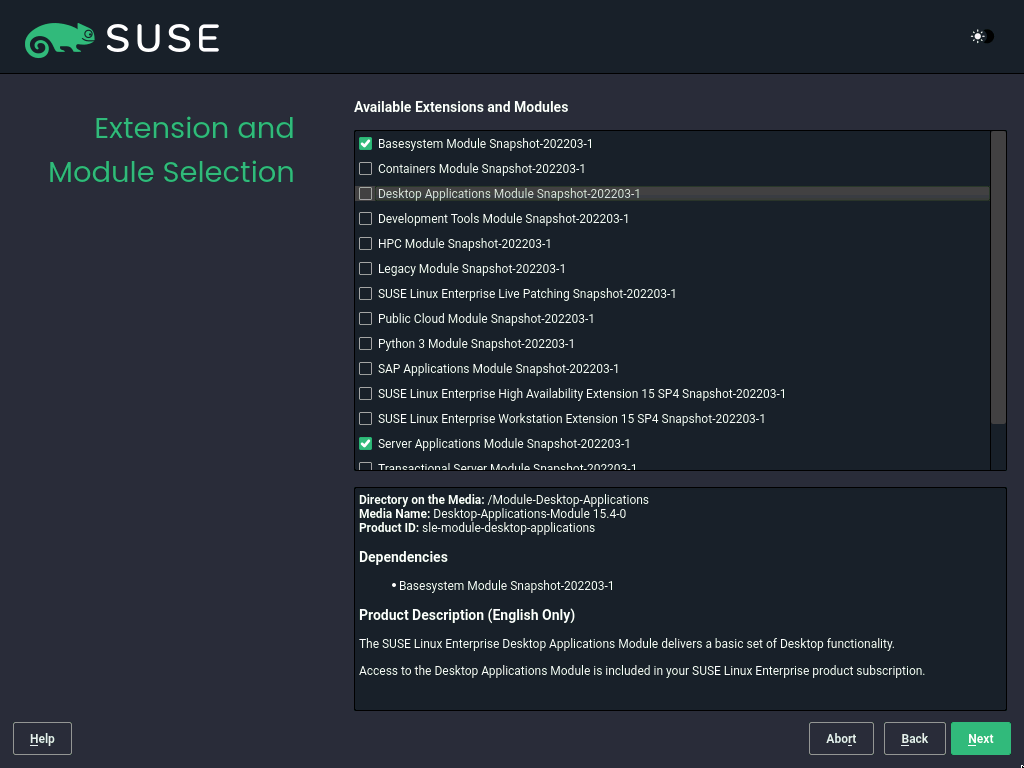 SUSE
Extension and
Module Selection
Available Extensions and Modules
Basesystem Module Snapshot-202203-1
Containers Module Snapshot-202203-1
Desktop Applications Module Snapshot-202203-1
Development Tools Module Snapshot-202203-1
HPC Module Snapshot-202203-1
Legacy Module Snapshot-202203-1
SUSE Linux Enterprise Live Patching Snapshot-202203-1
Public Cloud Module Snapshot-202203-1
Python 3 Module Snapshot-202203-1
SAP Applications Module Snapshot-202203-1
SUSE Linux Enterprise High Availability Extension 15 SP4 Snapshot-202203-1
SUSE Linux Enterprise Workstation Extension 15 SP4 Snapshot-202203-1
Server Applications Module Snapshot-202203-1
Transactional Server Module Snapshot-202203-1
Directory on the Media: /Module-Desktop-Applications
Media Name: Desktop-Applications-Module 15.4-0
Product ID: sle-module-desktop-applications
Dependencies
• Basesystem Module Snapshot-202203-1
Product Description (English Only)
The SUSE Linux Enterprise Desktop Applications Module delivers a basic set of Desktop functionality.
Access to the Desktop Applications Module is included in your SUSE Linux Enterprise product subscription.
Help
Abort
Back
Next